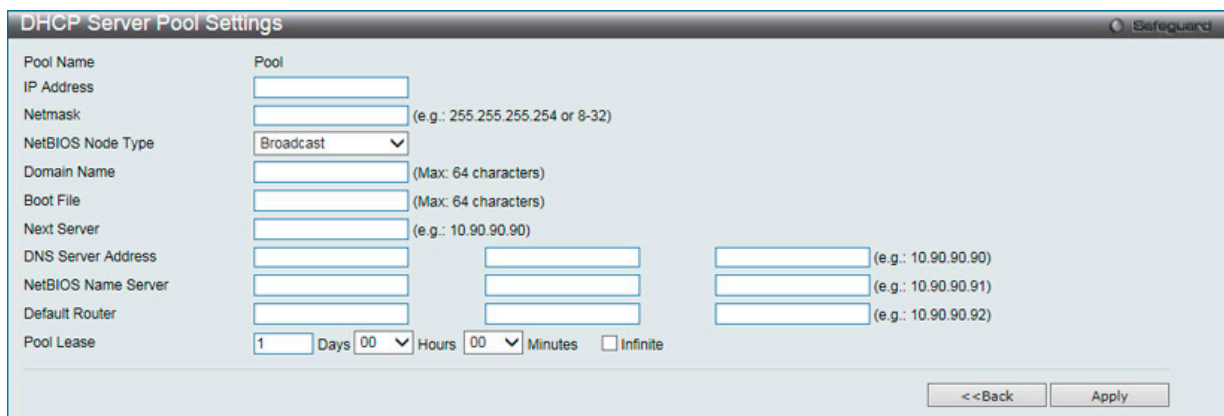 DHCP Server Pool Settings
Safeguard
Pool Name Pool
IP Address
Netmask (e.g.: 255.255.255.254 or 8-32)
NetBIOS Node Type Broadcast
Domain Name (Max: 64 characters)
Boot File (Max: 64 characters)
Next Server (e.g.: 10.90.90.90)
DNS Server Address (e.g.: 10.90.90.90)
NetBIOS Name Server (e.g.: 10.90.90.91)
Default Router (e.g.: 10.90.90.92)
Pool Lease 1 Days 00 Hours 00 Minutes Infinite
<<Back Apply